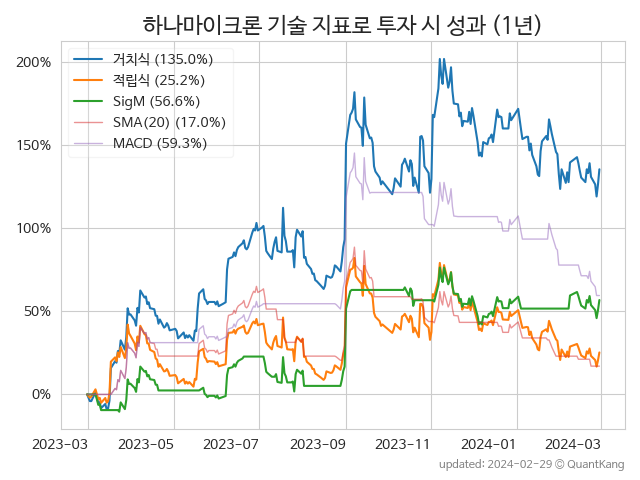 하나마이크론 기술 지표로 투자 시 성과 (1년)
거치식 (135.0%)
적립식 (25.2%)
SigM (56.6%)
SMA(20) (17.0%)
MACD (59.3%)
200%
150%
100%
50%
0%
2023-03 2023-05 2023-07 2023-09 2023-11 2024-01 2024-03
updated: 2024-02-29 © QuantKang